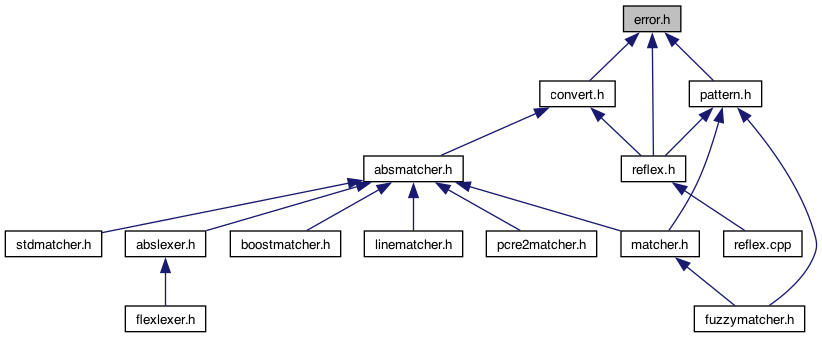 error.h
convert.h
pattern.h
absmatcher.h
reflex.h
stdmatcher.h
abslexer.h
boostmatcher.h
linematcher.h
pcre2matcher.h
matcher.h
reflex.cpp
flexlexer.h
fuzzymatcher.h